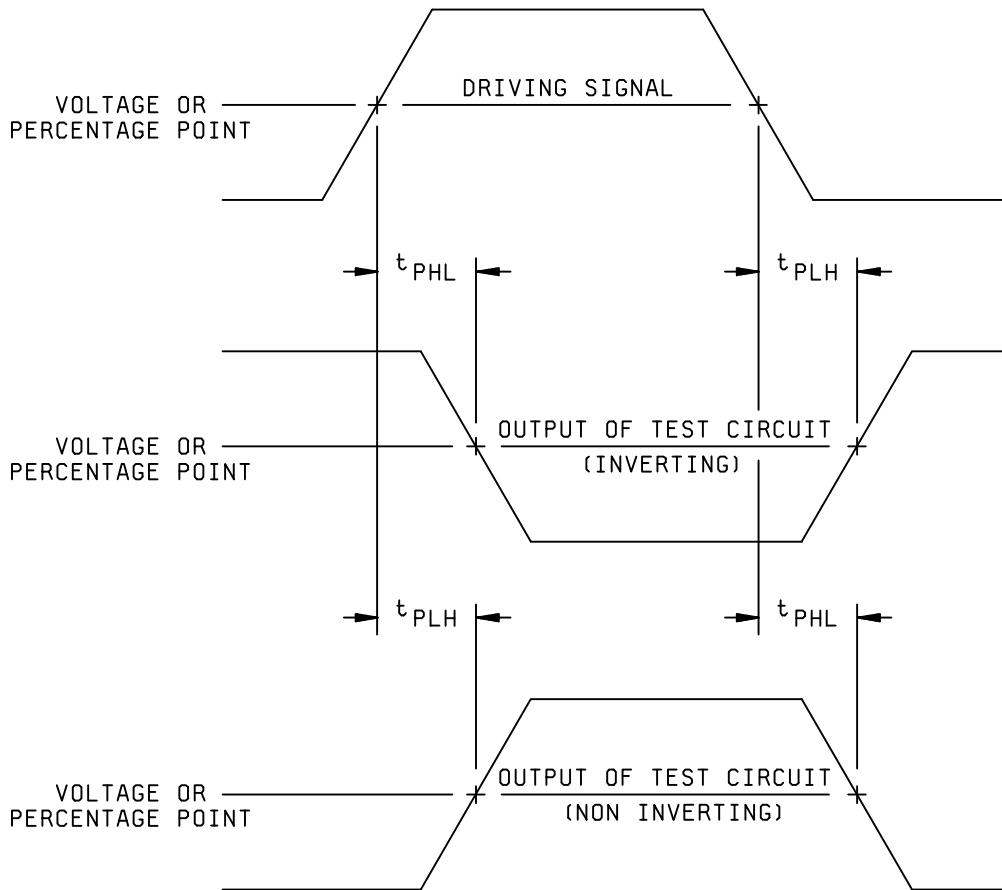 DRIVING SIGNAL
VOLTAGE OR
PERCENTAGE POINT
tPHL
tPLH
OUTPUT OF TEST CIRCUIT
(INVERTING)
VOLTAGE OR
PERCENTAGE POINT
tPLH
tPHL
OUTPUT OF TEST CIRCUIT
(NON INVERTING)
VOLTAGE OR
PERCENTAGE POINT